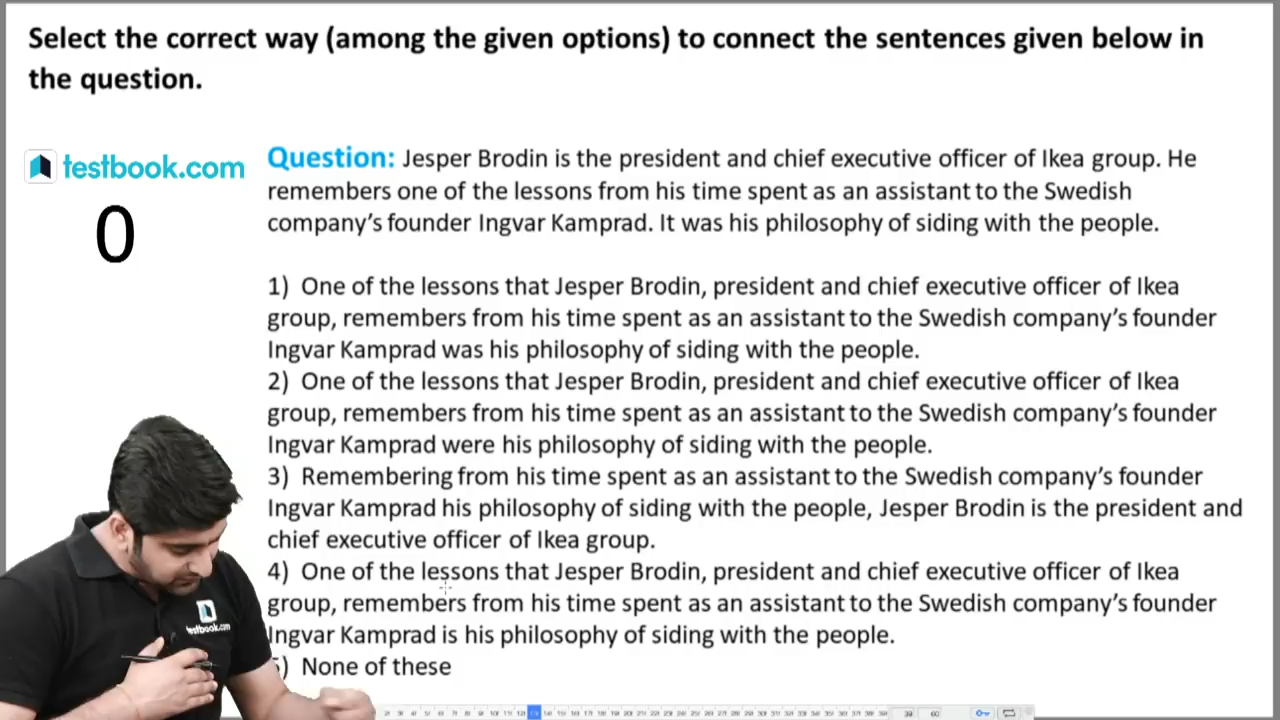 Select the correct way (among the given options) to connect the sentences given below in
the question.
testbook.com
0
Question: Jesper Brodin is the president and chief executive officer of Ikea group. He
remembers one of the lessons from his time spent as an assistant to the Swedish
company's founder Ingvar Kamprad. It was his philosophy of siding with the people.
1) One of the lessons that Jesper Brodin, president and chief executive officer of Ikea
group, remembers from his time spent as an assistant to the Swedish company's founder
Ingvar Kamprad was his philosophy of siding with the people.
2) One of the lessons that Jesper Brodin, president and chief executive officer of Ikea
group, remembers from his time spent as an assistant to the Swedish company's founder
Ingvar Kamprad were his philosophy of siding with the people.
3) Remembering from his time spent as an assistant to the Swedish company's founder
Ingvar Kamprad his philosophy of siding with the people, Jesper Brodin is the president and
chief executive officer of Ikea group.
4) One of the lessons that Jesper Brodin, president and chief executive officer of Ikea
group, remembers from his time spent as an assistant to the Swedish company's founder
Ingvar Kamprad is his philosophy of siding with the people.
5) None of these
testbook.com